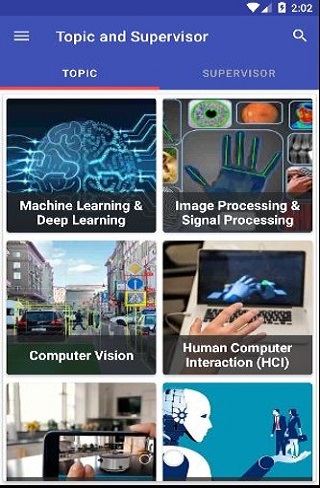 2:02
Topic and Supervisor
TOPIC
SUPERVISOR
Machine Learning &
Deep Learning
Image Processing &
Signal Processing
Computer Vision
Human Computer
Interaction (HCI)